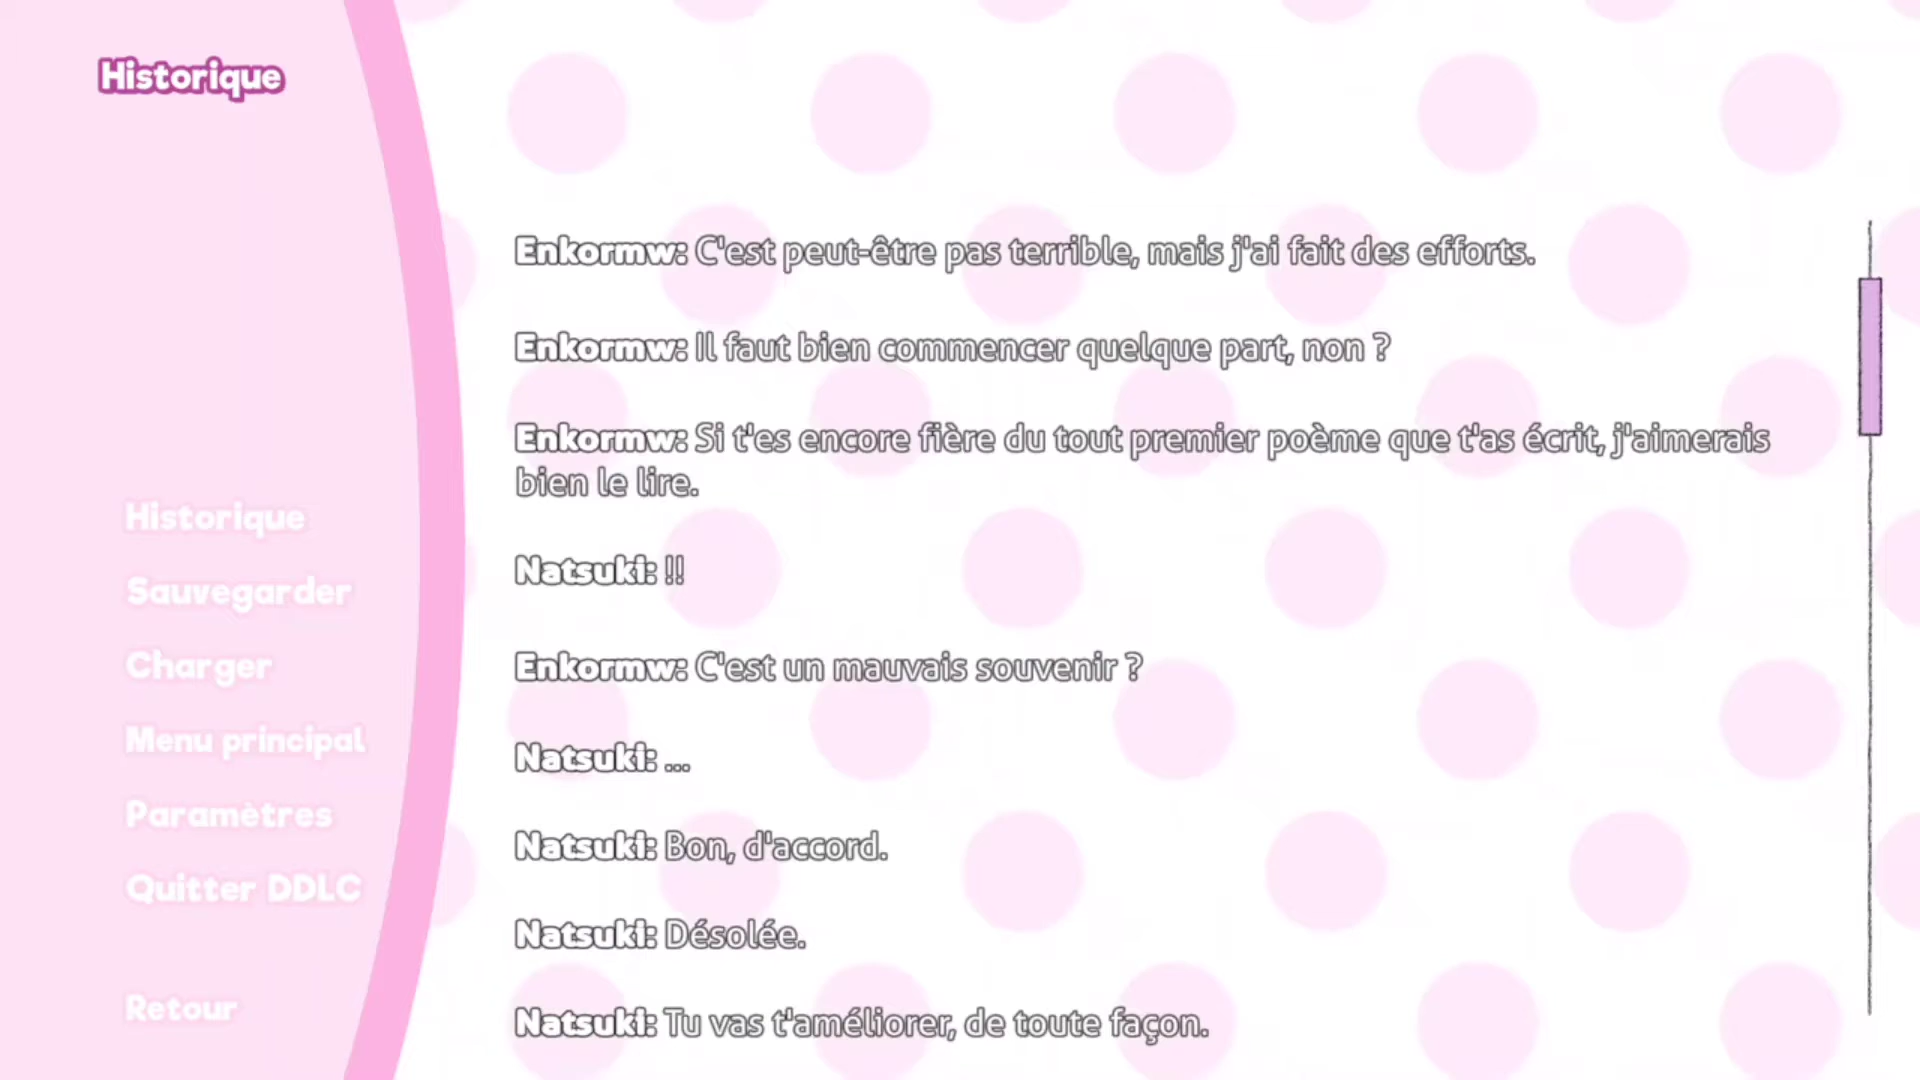 Historique
Historique
Sauvegarder
Charger
Menu principal
Paramètres
Quitter DDLC
Retour
Enkormw: C'est peut-être pas terrible, mais j'ai fait des efforts.
Enkormw: Il faut bien commencer quelque part, non ?
Enkormw: Si t'es encore fière du tout premier poème que t'as écrit, j'aimerais
bien le lire.
Natsuki: !!
Enkormw: C'est un mauvais souvenir ?
Natsuki: ...
Natsuki: Bon, d'accord.
Natsuki: Désolée.
Natsuki: Tu vas t'améliorer, de toute façon.